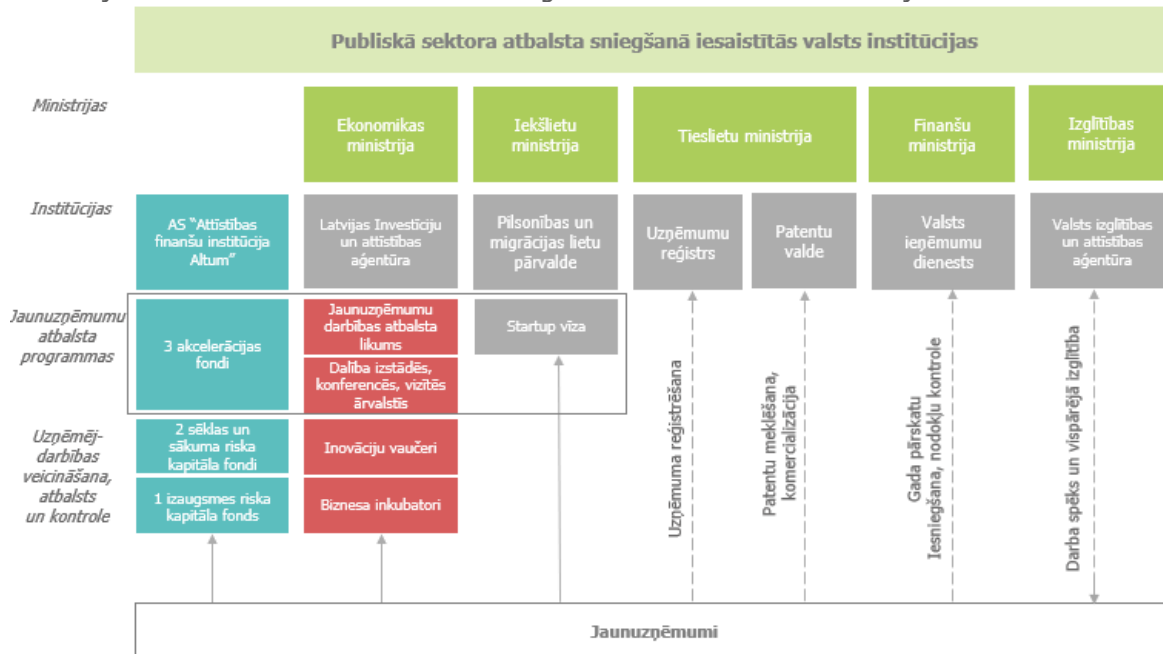 Publiskā sektora atbalsta sniegšanā iesaistītās valsts institūcijas
Ministrijas
Ekonomikas
ministrija
Iekšlietu
ministrija
Tieslietu ministrija
Finanšu
ministrija
Izglītības
ministrija
Institūcijas
AS "Attīstības
finanšu institūcija
Altum"
Latvijas Investīciju
un attīstības
aģentūra
Pilsonības un
migrācijas lietu
pārvalde
Uzņēmumu
reģistrs
Patentu
valde
Valsts
ieņēmumu
dienests
Valsts izglītības
un attīstības
aģentūra
Jaunuzņēmumu
atbalsta
programmas
3 akcelerācijas
fondi
Jaunuzņēmumu
darbības atbalsta
likums
Dalība izstādēs,
konferencēs, vizītēs
ārvalstīs
Startup vīza
Uzņēmēj-
darbības
veicināšana,
atbalsts
un kontrole
2 sēklas un
sākuma riska
kapitāla fondi
1 izaugsmes riska
kapitāla fonds
Inovāciju vaučeri
Biznesa inkubatori
Uzņēmuma reģistrēšana
Patentu meklēšana,
komercializācija
Gada pārskatu
Iesniegšana, nodokļu kontrole
Darba spēks un vispārējā izglītība
Jaunuzņēmumi